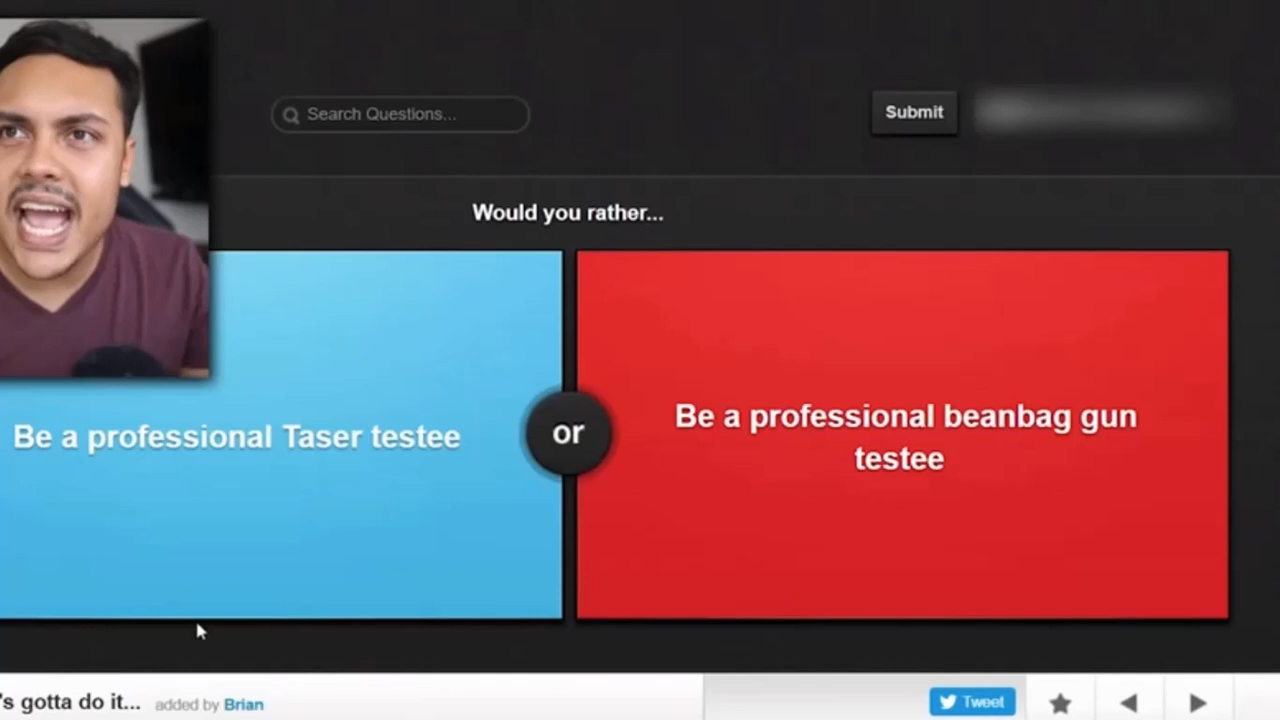 Search Questions...
Submit
Would you rather...
Be a professional Taser testee
or
Be a professional beanbag gun
testee
's gotta do it... added by Brian
Tweet